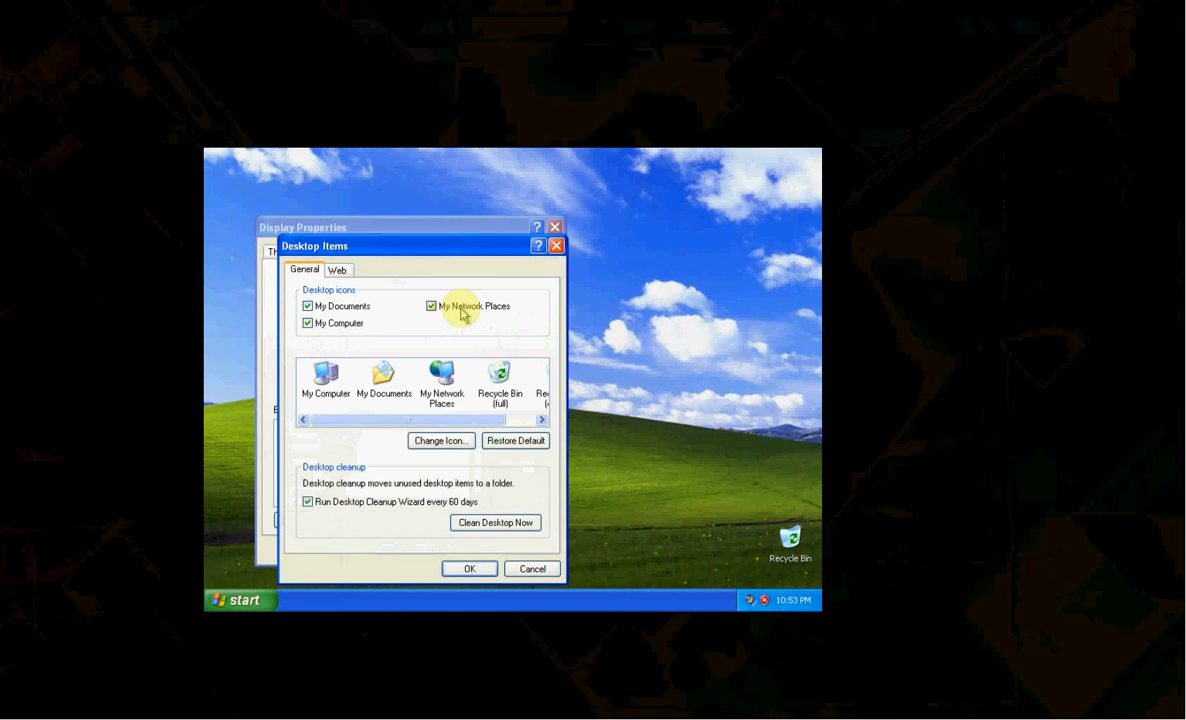 Display Properties
Desktop Items
General Web
Desktop icons
My Documents My Network Places
My Computer
My Computer My Documents My Network Places Recycle Bin (full)
Change Icon... Restore Default
Desktop cleanup
Desktop cleanup moves unused desktop items to a folder.
Run Desktop Cleanup Wizard every 60 days
Clean Desktop Now
Recycle Bin
OK Cancel
start 10:53 PM